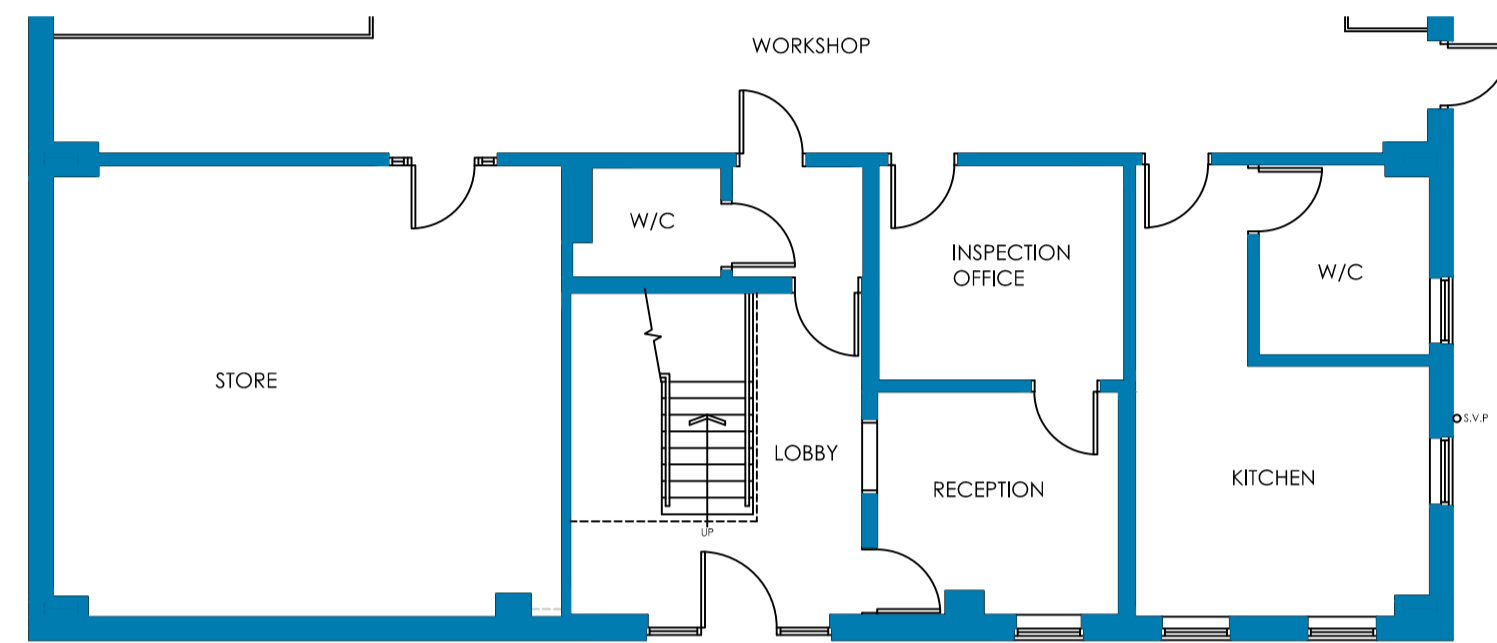 WORKSHOP
W/C
INSPECTION
OFFICE
W/C
STORE
S.V.P
LOBBY
KITCHEN
RECEPTION
UP